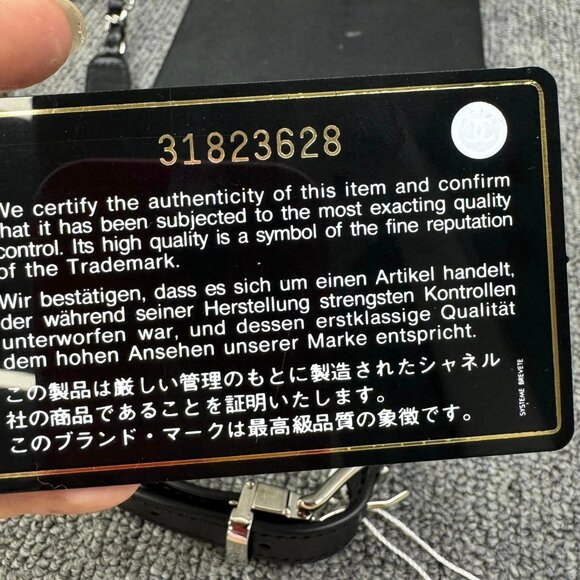 31823628
We certify the authenticity of this item and confirm
that it has been subjected to the most exacting quality
control. Its high quality is a symbol of the fine reputation
of the Trademark.
Wir bestätigen, dass es sich um einen Artikel handelt,
der während seiner Herstellung strengsten Kontrollen
unterworfen war, und dessen erstklassige Qualität
dem hohen Ansehen unserer Marke entspricht.
この製品は厳しい管理のもとに製造されたシャネル
社の商品であることを証明いたします。
このブランド・マークは最高級品質の象徴です。
SYSTEME BREVETE